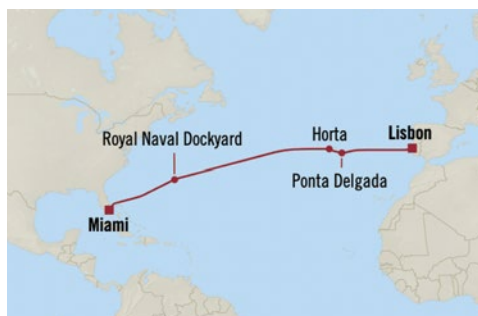 Royal Naval Dockyard
Horta
Lisbon
Ponta Delgada
Miami